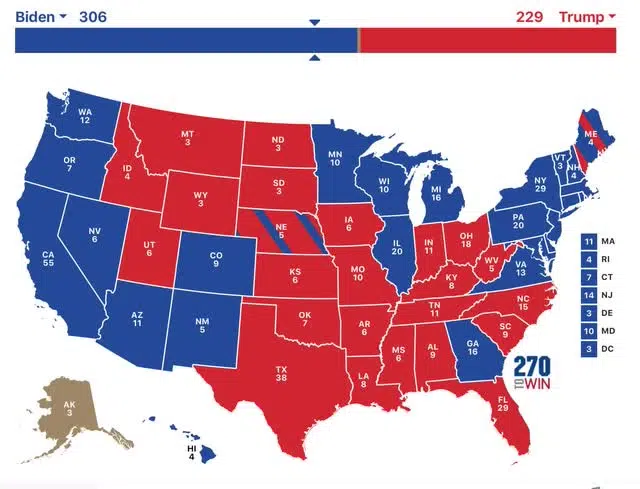 Biden 306
229 Trump
WA
12
OR
7
CA
55
NV
6
ID
4
MT
3
WY
3
UT
6
AZ
11
CO
9
NM
5
ND
3
SD
3
NE
5
KS
6
OK
7
TX
38
MN
10
IA
6
MO
10
AR
6
LA
8
WI
10
IL
20
MI
16
IN
11
OH
18
KY
8
TN
11
MS
6
AL
9
GA
16
FL
29
SC
9
NC
15
WV
5
VA
13
PA
20
NY
29
VT
3
NH
4
ME
4
11 MA
4 RI
7 CT
14 NJ
3 DE
10 MD
3 DC
AK
3
HI
4
270
TO WIN